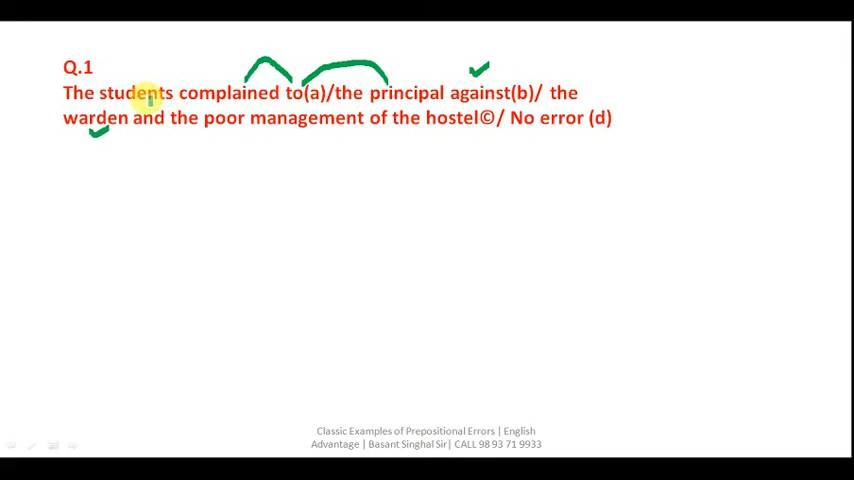 Q.1
The students complained to(a)/the principal against(b)/ the
warden and the poor management of the hostel©/ No error (d)
Classic Examples of Prepositional Errors | English
Advantage | Basant Singhal Sir| CALL 98 93 71 9933